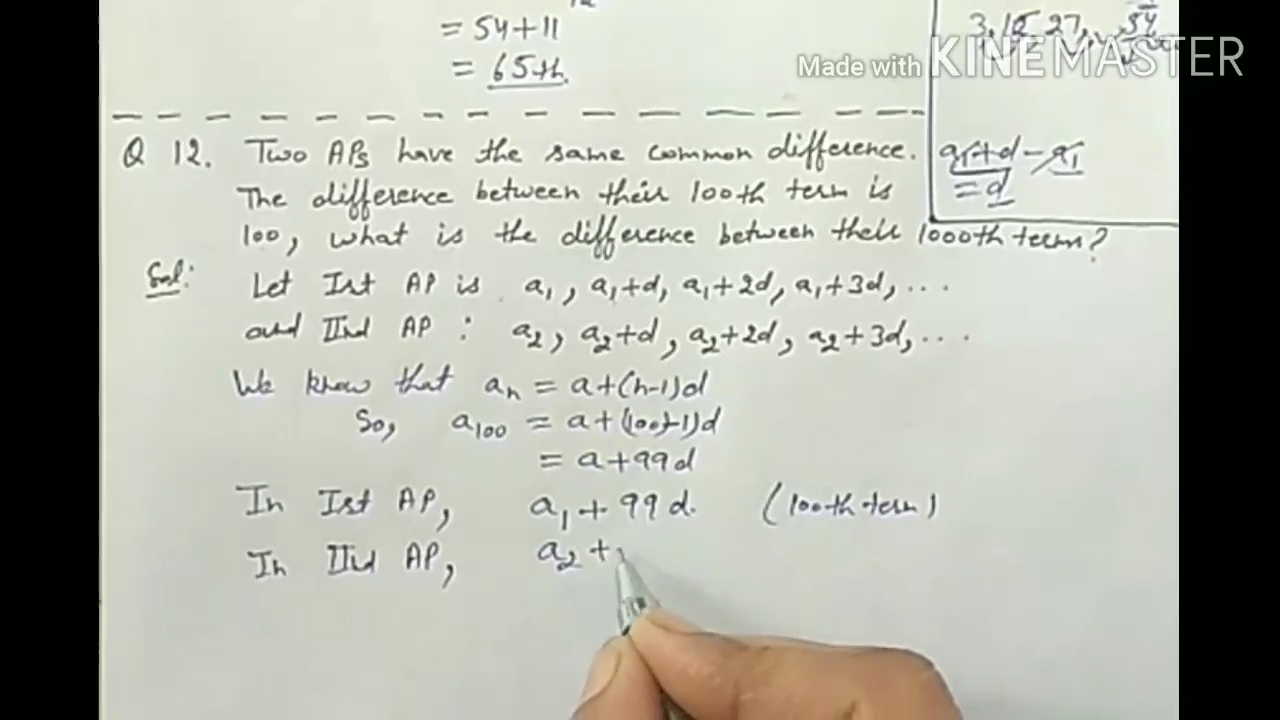 = 54+11
= 65th.
3, 15 27, 54
Made with KINEMASTER
Q 12. Two APs have the same common difference.
The difference between their 100th term is
100, what is the difference between their 1000th term?
a1+d - a1
= d
Sol: Let Ist AP is a1, a1+d, a1+2d, a1+3d, ...
and IInd AP : a2, a2+d, a2+2d, a2+3d, ...
We know that an = a+(n-1)d
So, a100 = a+(100-1)d
= a+99d
In Ist AP, a1 + 99d. (100th term)
In IInd AP, a2 +